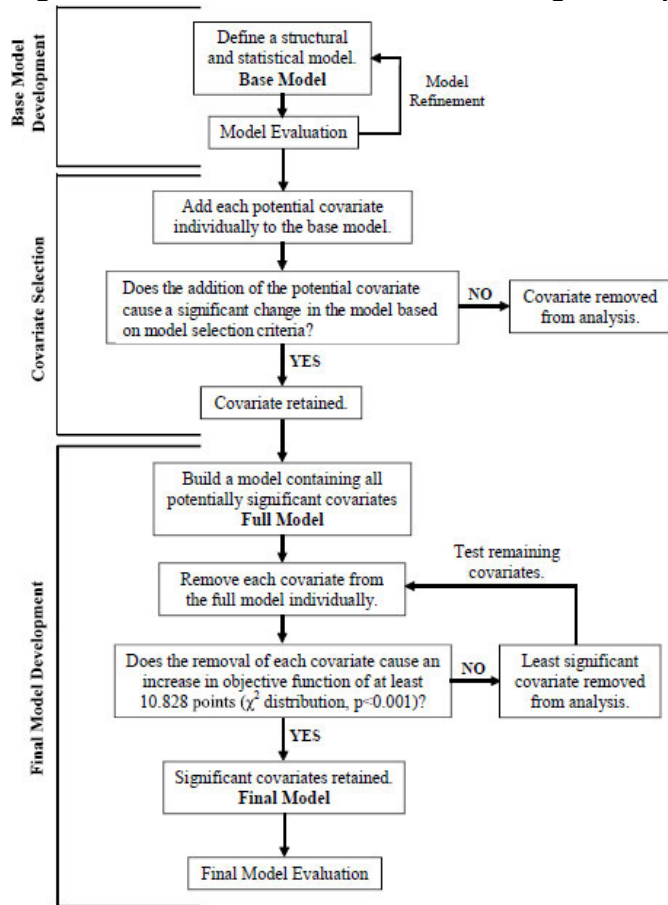 Base Model
Development
Define a structural
and statistical model.
Base Model
Model
Refinement
Model Evaluation
Covariate Selection
Add each potential covariate
individually to the base model.
Does the addition of the potential covariate
cause a significant change in the model based
on model selection criteria?
NO
Covariate removed
from analysis.
YES
Covariate retained.
Final Model Development
Build a model containing all
potentially significant covariates
Full Model
Test remaining
covariates.
Remove each covariate from
the full model individually.
Does the removal of each covariate cause an
increase in objective function of at least
10.828 points (χ² distribution, p<0.001)?
NO
Least significant
covariate removed
from analysis.
YES
Significant covariates retained.
Final Model
Final Model Evaluation